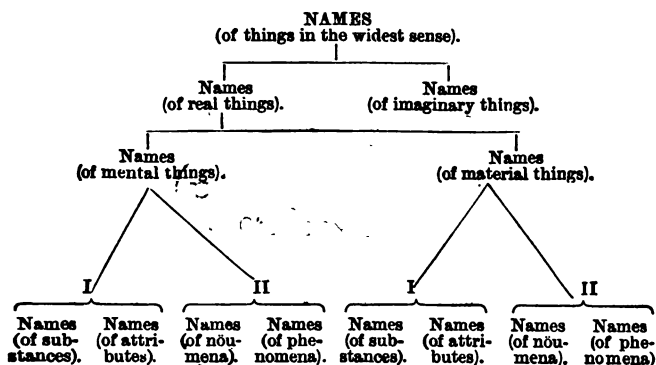 NAMES
(of things in the widest sense).
Names
(of real things).
Names
(of imaginary things).
Names
(of mental things).
Names
(of material things).
I
II
I
II
Names
(of sub-
stances).
Names
(of attri-
butes).
Names
(of nöu-
mena).
Names
(of phe-
nomena).
Names
(of sub-
stances).
Names
(of attri-
butes).
Names
(of nöu-
mena).
Names
(of phe-
nomena)